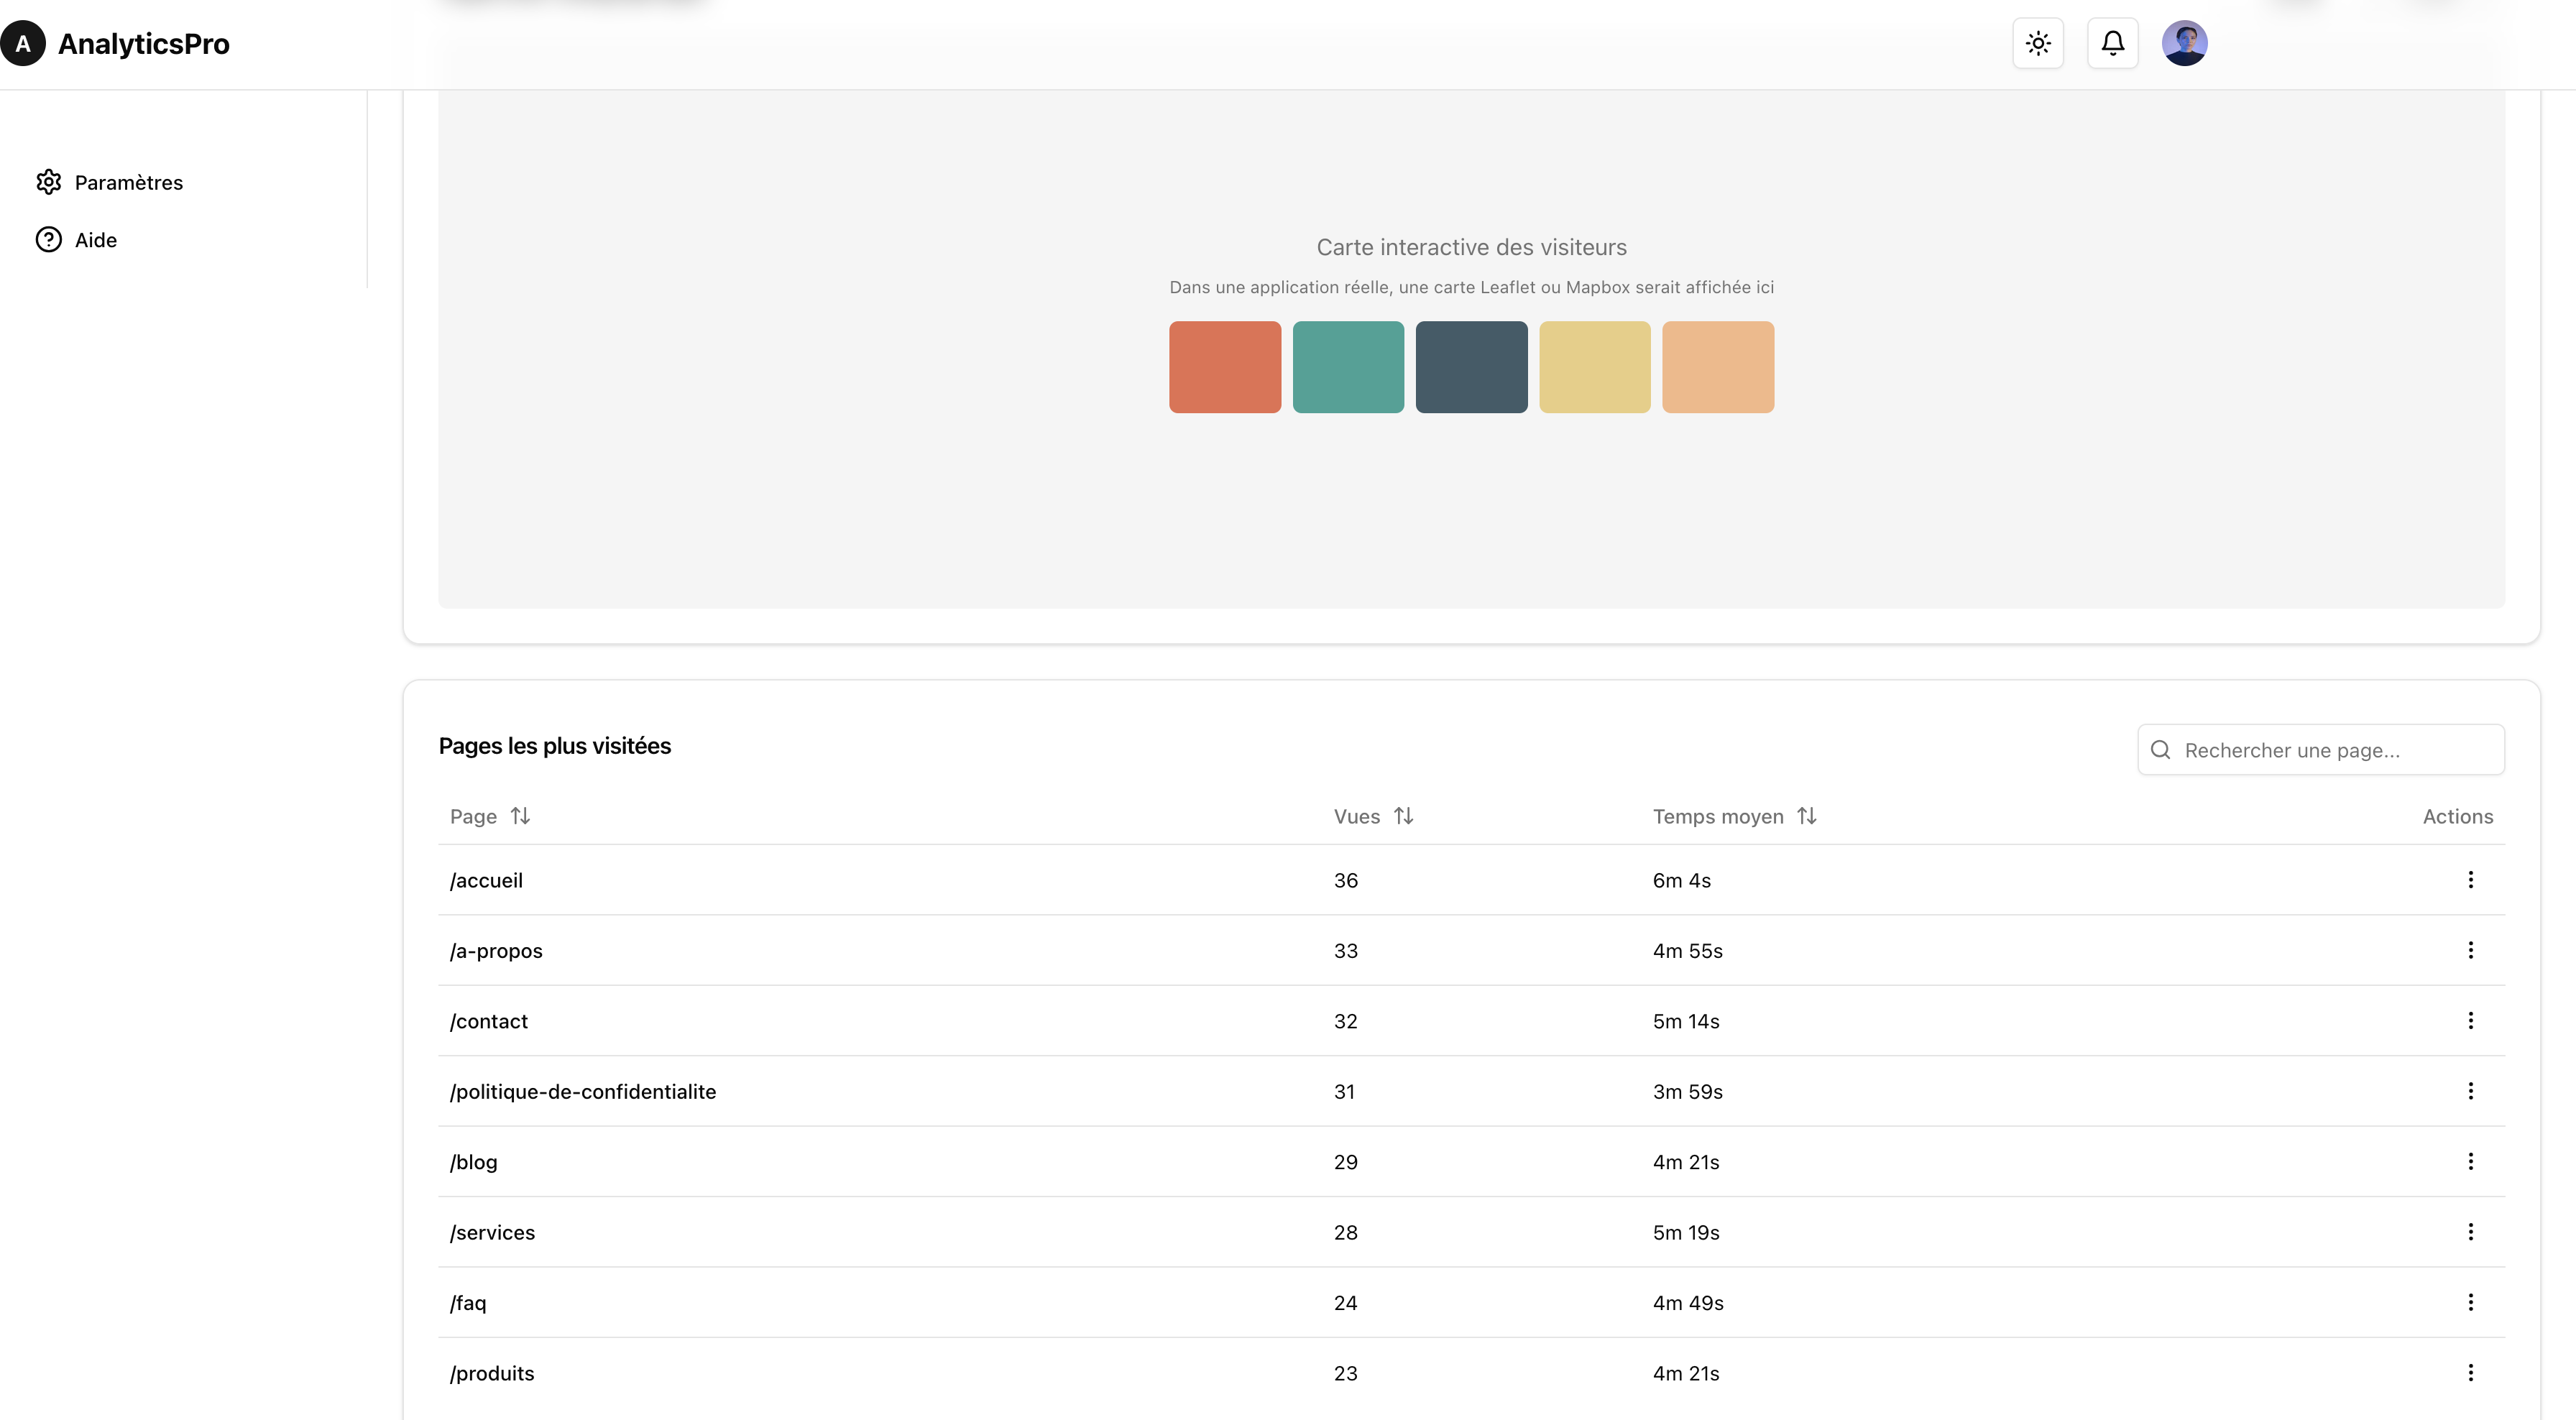 A AnalyticsPro
Paramètres
Aide
Carte interactive des visiteurs
Dans une application réelle, une carte Leaflet ou Mapbox serait affichée ici
Pages les plus visitées
Rechercher une page...
Page Vues Temps moyen Actions
/accueil 36 6m 4s
/a-propos 33 4m 55s
/contact 32 5m 14s
/politique-de-confidentialite 31 3m 59s
/blog 29 4m 21s
/services 28 5m 19s
/faq 24 4m 49s
/produits 23 4m 21s